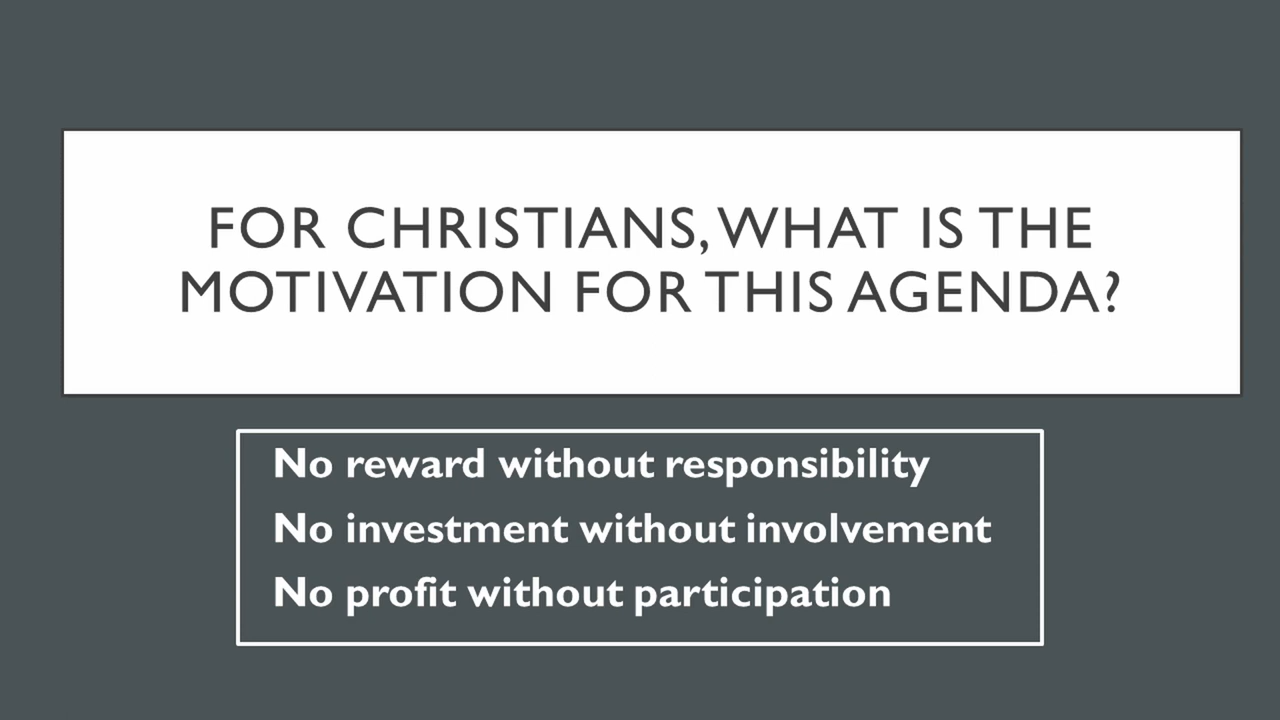 FOR CHRISTIANS, WHAT IS THE
MOTIVATION FOR THIS AGENDA?
No reward without responsibility
No investment without involvement
No profit without participation